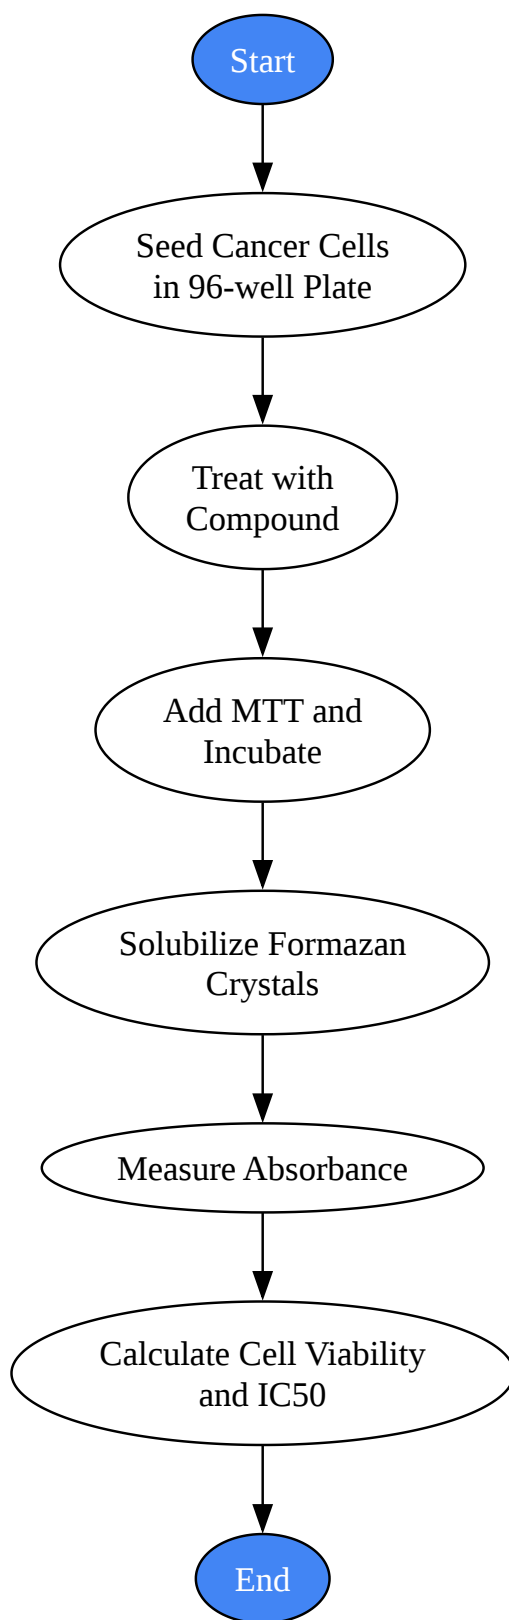 Start
Seed Cancer Cells
in 96-well Plate
Treat with
Compound
Add MTT and
Incubate
Solubilize Formazan
Crystals
Measure Absorbance
Calculate Cell Viability
and IC50
End